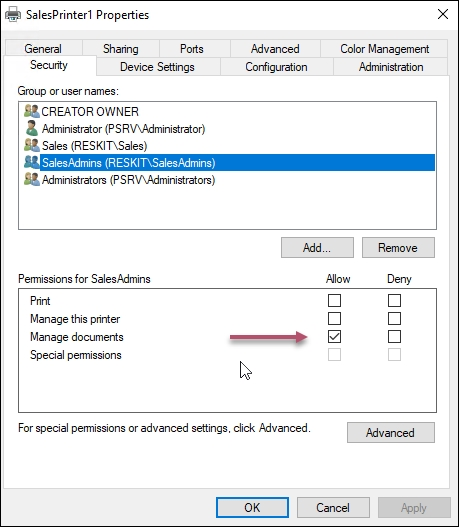 SalesPrinter1 Properties
General Sharing Ports Advanced Color Management
Security Device Settings Configuration Administration
Group or user names:
CREATOR OWNER
Administrator (PSRV\Administrator)
Sales (RESKIT\Sales)
SalesAdmins (RESKIT\SalesAdmins)
Administrators (PSRV\Administrators)
Add... Remove
Permissions for SalesAdmins Allow Deny
Print
Manage this printer
Manage documents
Special permissions
For special permissions or advanced settings, click Advanced. Advanced
OK Cancel Apply